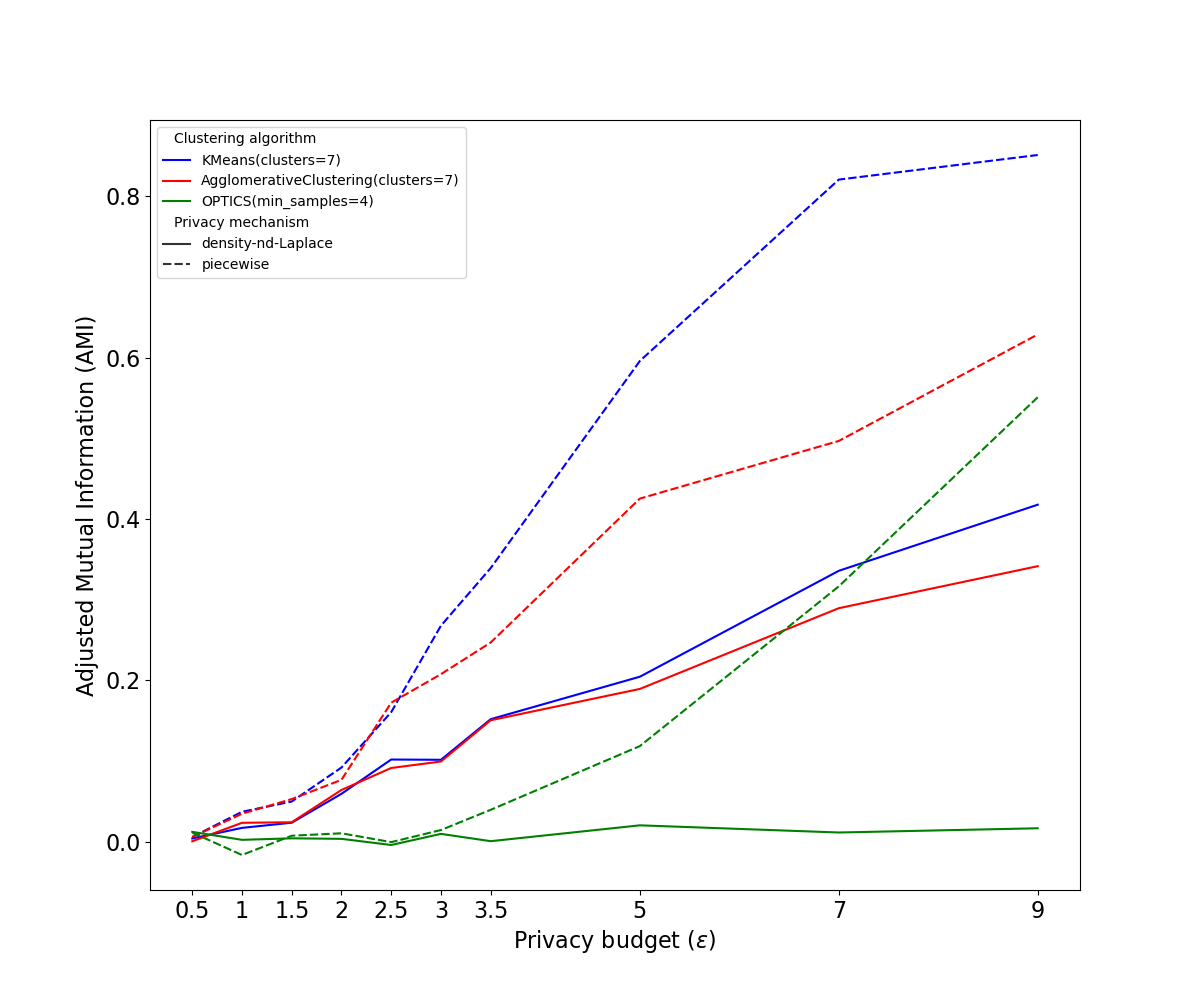 Clustering algorithm
KMeans(clusters=7)
AgglomerativeClustering(clusters=7)
OPTICS(min_samples=4)
Privacy mechanism
density-nd-Laplace
piecewise
Adjusted Mutual Information (AMI)
0.8
0.6
0.4
0.2
0.0
0.5 1 1.5 2 2.5 3 3.5 5 7 9
Privacy budget (ε)